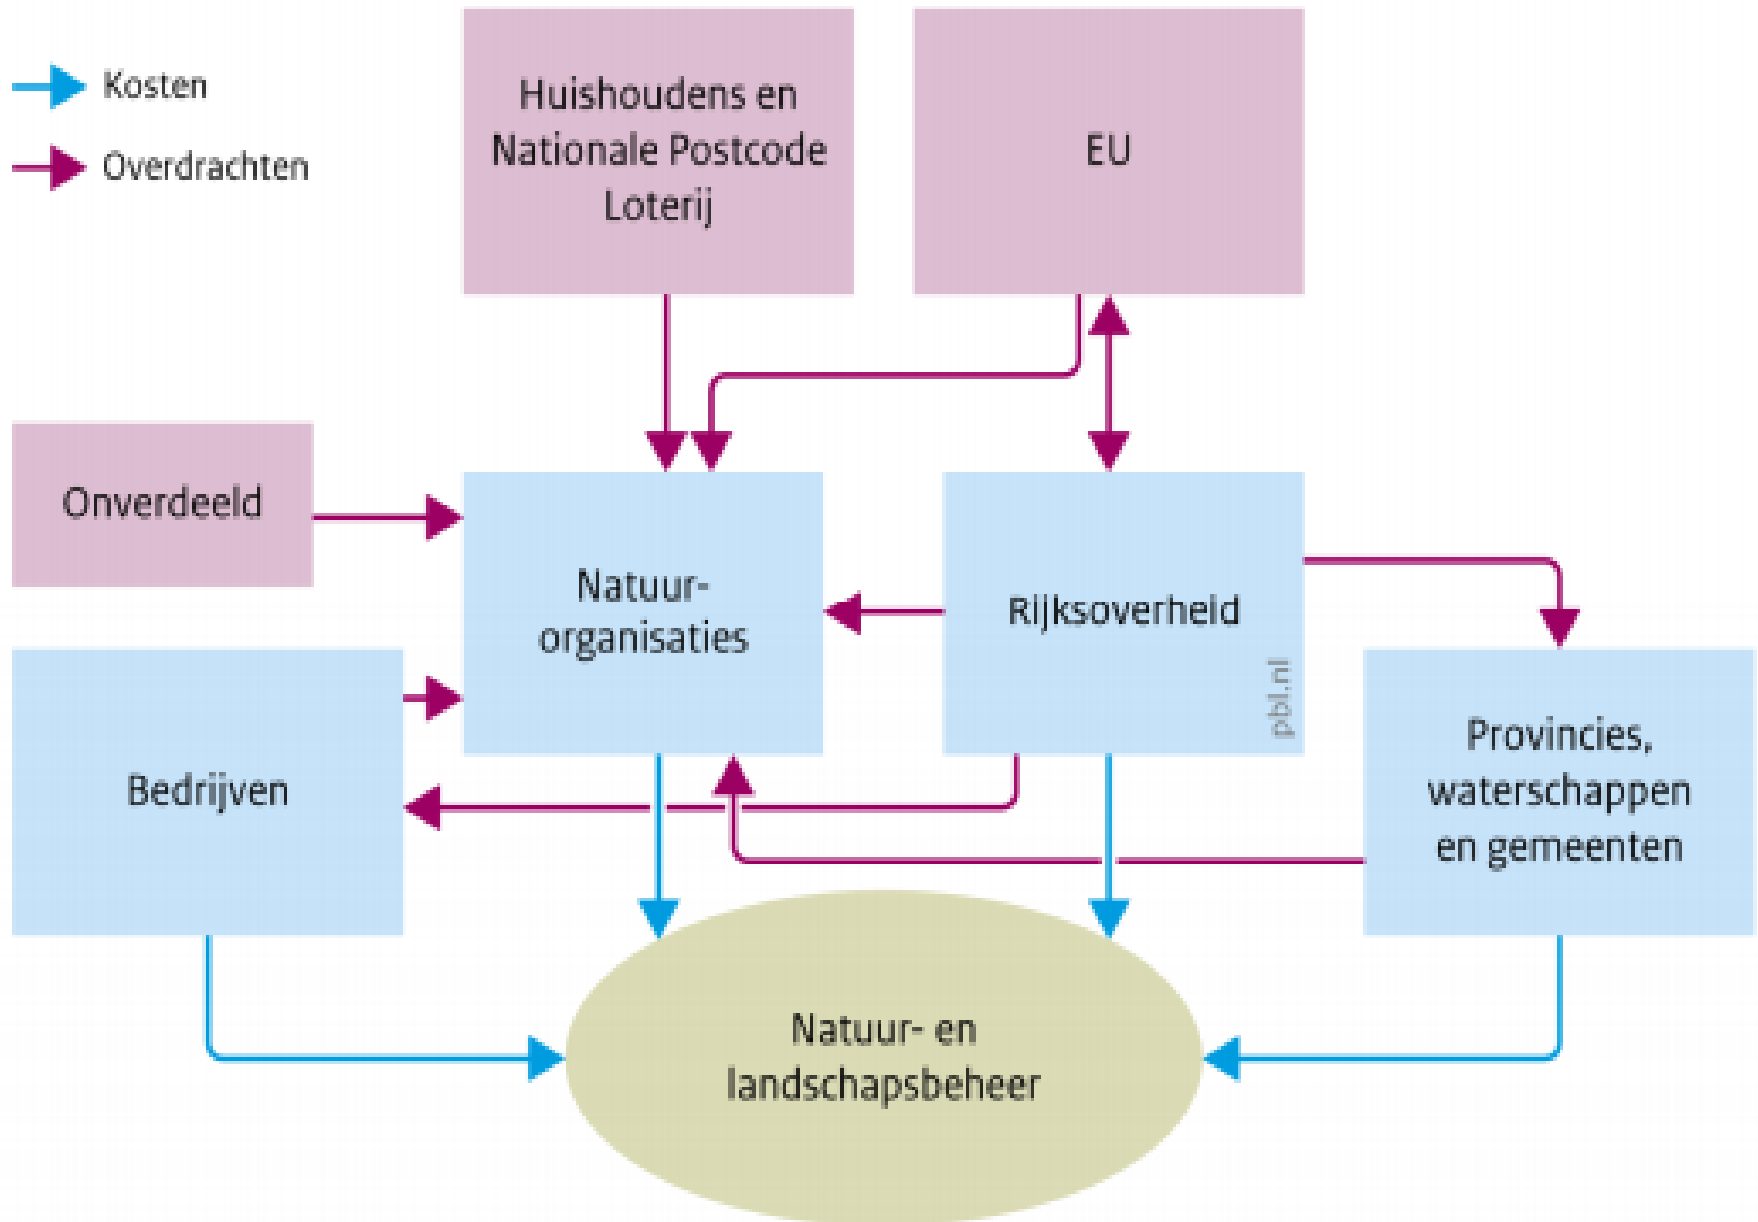 Kosten
Overdrachten
Huishoudens en
Nationale Postcode
Loterij
EU
Onverdeeld
Natuur-
organisaties
Rijksoverheid
pbl.nl
Bedrijven
Provincies,
waterschappen
en gemeenten
Natuur- en
landschapsbeheer